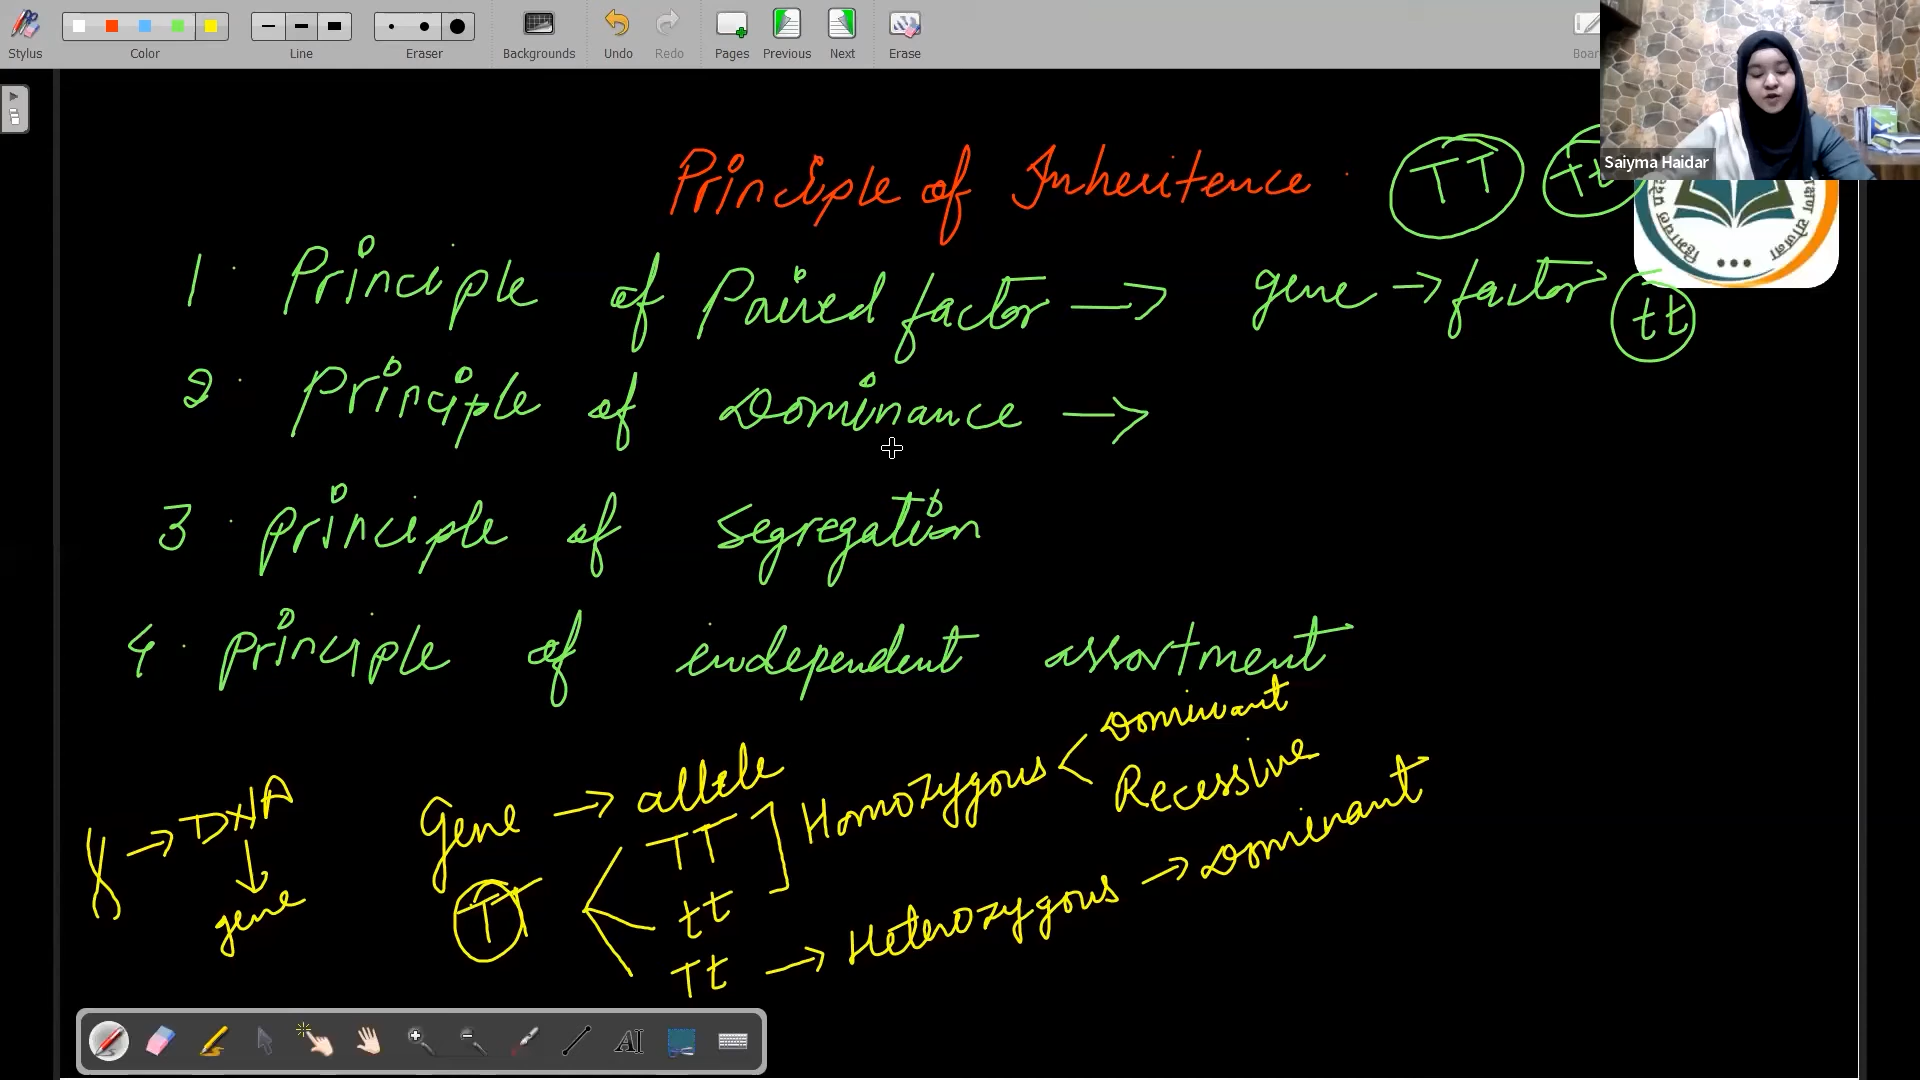 Stylus Color Line Eraser Backgrounds Undo Redo Pages Previous Next Erase
Saiyma Haidar
Principle of Inheritence TT Tt
1. Principle of Paired factor → gene → factor tt
2. Principle of Dominance →
3. Principle of segregation
4. principle of independent assortment
Y → DNA
↓
gene
Gene → allele
T
TT
tt
Homozygous < Dominant
Recessive
Tt → Heterozygous → Dominant